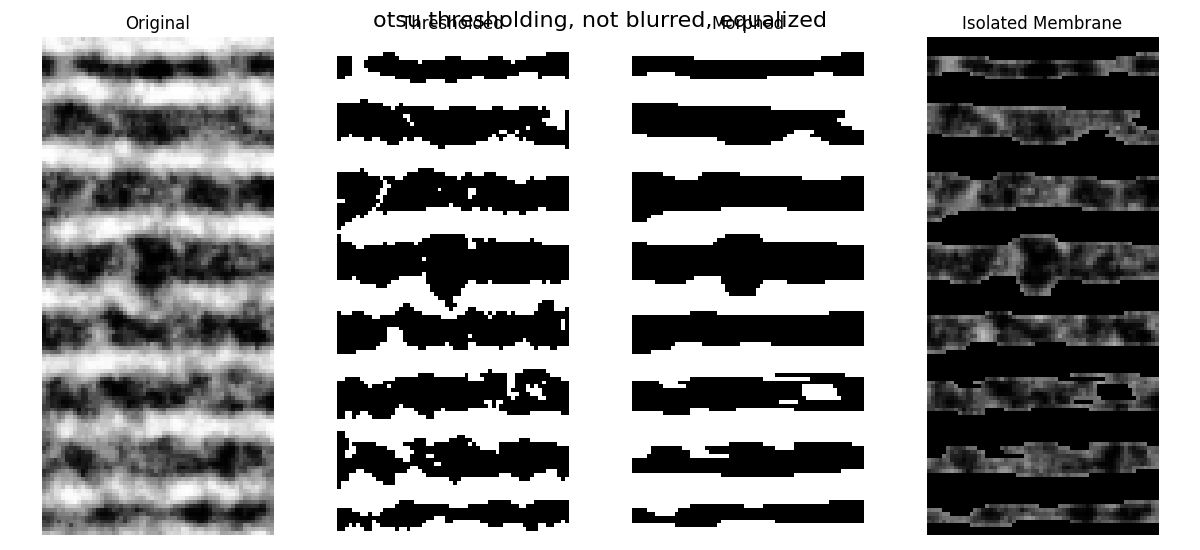 otsu thresholding, not blurred, equalized
Original
Thresholded
Morphed
Isolated Membrane